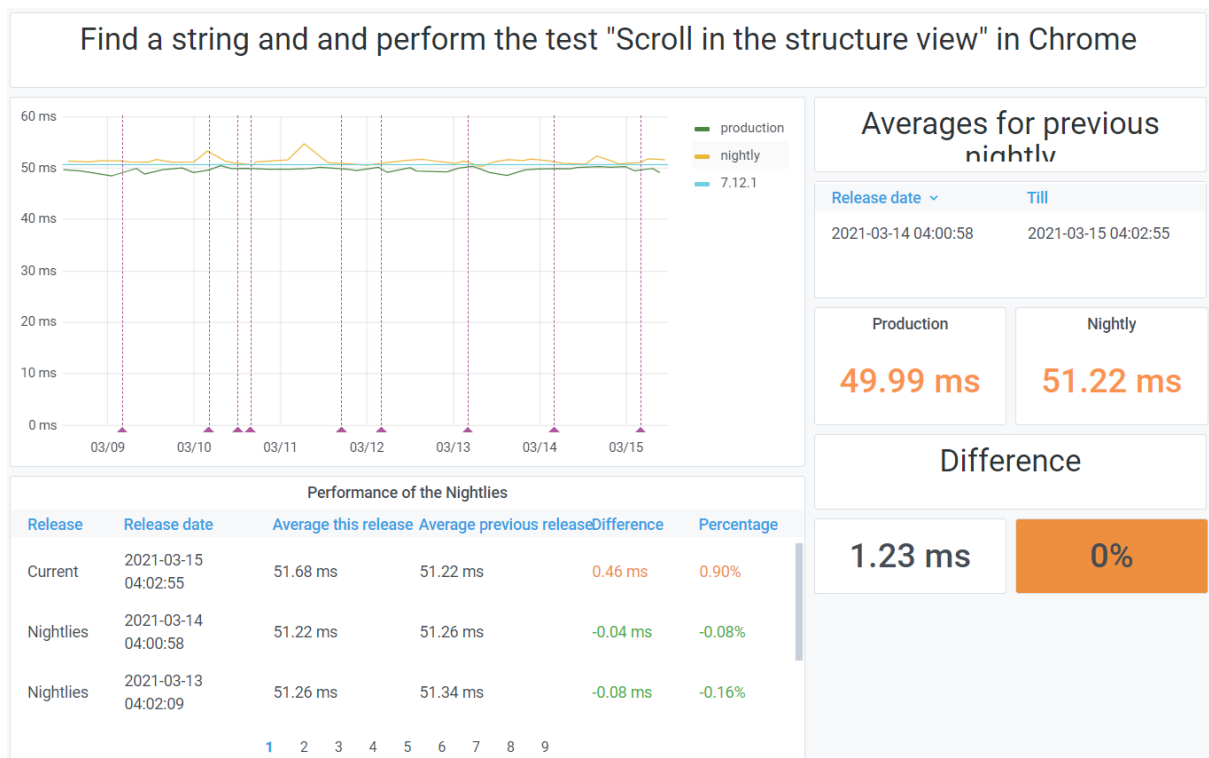 Find a string and and perform the test "Scroll in the structure view" in Chrome
60 ms
50 ms
40 ms
30 ms
20 ms
10 ms
0 ms
03/09 03/10 03/11 03/12 03/13 03/14 03/15
production
nightly
7.12.1
Averages for previous
nightly
Release date Till
2021-03-14 04:00:58 2021-03-15 04:02:55
Production Nightly
49.99 ms 51.22 ms
Difference
1.23 ms 0%
Performance of the Nightlies
Release Release date Average this release Average previous release Difference Percentage
Current 2021-03-15 04:02:55 51.68 ms 51.22 ms 0.46 ms 0.90%
Nightlies 2021-03-14 04:00:58 51.22 ms 51.26 ms -0.04 ms -0.08%
Nightlies 2021-03-13 04:02:09 51.26 ms 51.34 ms -0.08 ms -0.16%
1 2 3 4 5 6 7 8 9